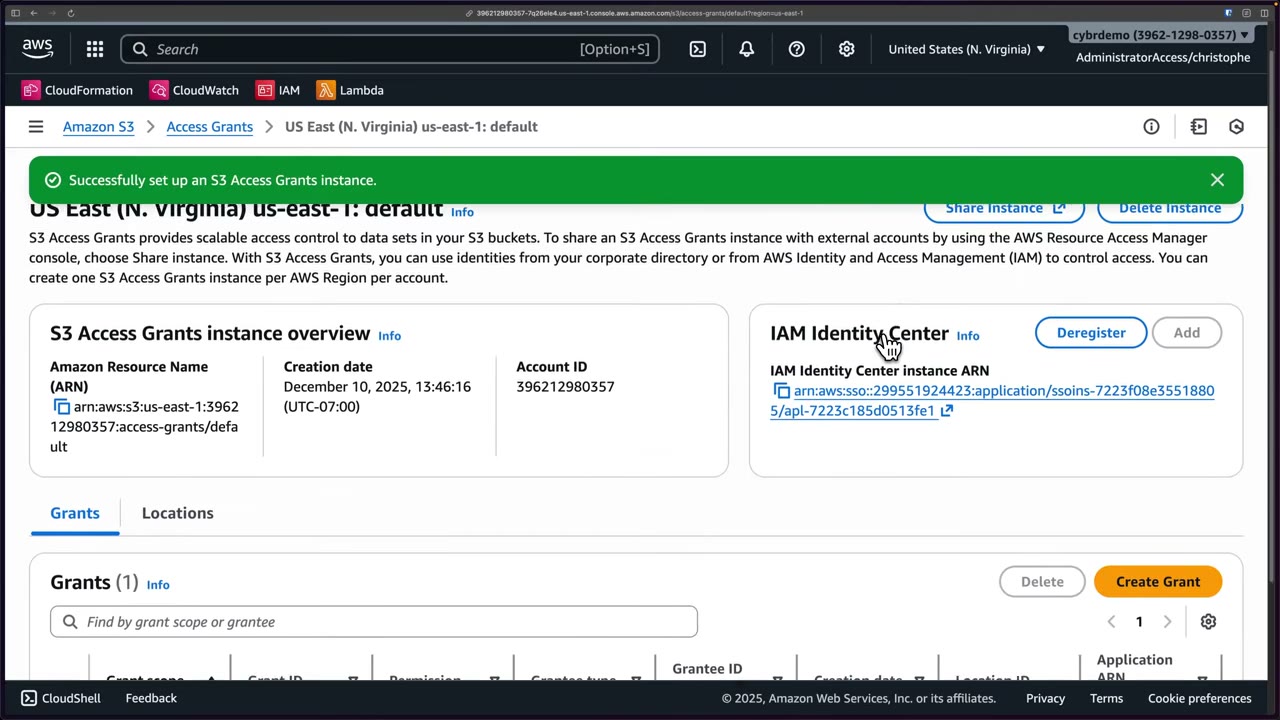 396212980357-7q26ele4.us-east-1.console.aws.amazon.com/s3/access-grants/default?region=us-east-1
aws
Search
[Option+S]
United States (N. Virginia)
cybrdemo (3962-1298-0357)
AdministratorAccess/christophe
CloudFormation
CloudWatch
IAM
Lambda
Amazon S3 > Access Grants > US East (N. Virginia) us-east-1: default
Successfully set up an S3 Access Grants instance.
US East (N. Virginia) us-east-1: default Info
Share Instance
Delete Instance
S3 Access Grants provides scalable access control to data sets in your S3 buckets. To share an S3 Access Grants instance with external accounts by using the AWS Resource Access Manager
console, choose Share instance. With S3 Access Grants, you can use identities from your corporate directory or from AWS Identity and Access Management (IAM) to control access. You can
create one S3 Access Grants instance per AWS Region per account.
S3 Access Grants instance overview Info
Amazon Resource Name
(ARN)
arn:aws:s3:us-east-1:3962
12980357:access-grants/defa
ult
Creation date
December 10, 2025, 13:46:16
(UTC-07:00)
Account ID
396212980357
IAM Identity Center Info
Deregister
Add
IAM Identity Center instance ARN
arn:aws:sso::299551924423:application/ssoins-7223f08e3551880
5/apl-7223c185d0513fe1
Grants
Locations
Grants (1) Info
Delete
Create Grant
Find by grant scope or grantee
1
Grant scope
Grant ID
Permission
Grantee type
Grantee ID
Creation date
Location ID
Application
ARN
CloudShell
Feedback
© 2025, Amazon Web Services, Inc. or its affiliates.
Privacy
Terms
Cookie preferences